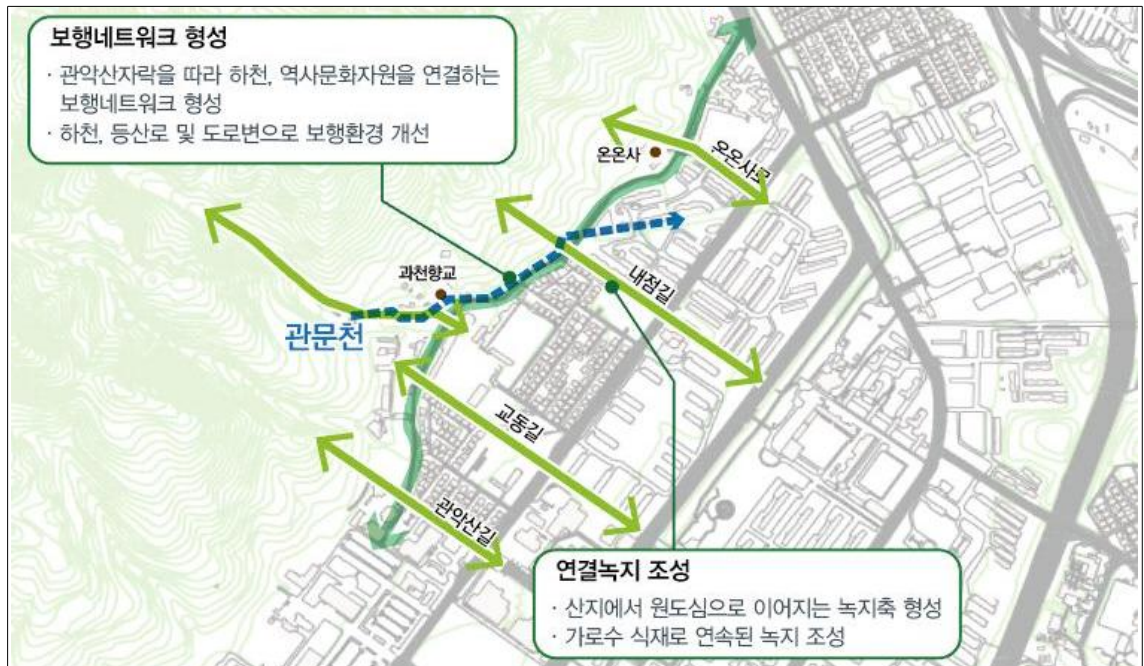 보행네트워크 형성
· 관악산자락을 따라 하천, 역사문화자원을 연결하는
보행네트워크 형성
· 하천, 등산로 및 도로변으로 보행환경 개선
온온사
온온사로
과천향교
내점길
관문천
교동길
관악산길
연결녹지 조성
· 산지에서 원도심으로 이어지는 녹지축 형성
· 가로수 식재로 연속된 녹지 조성